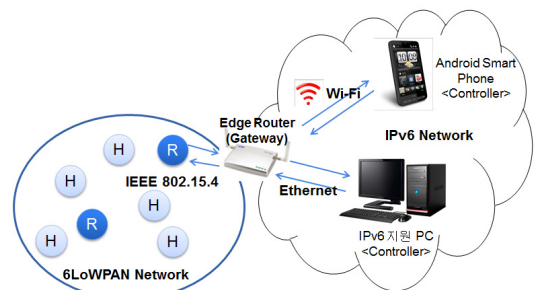 Wi-Fi
Android Smart
Phone
<Controller>
Edge Router
(Gateway)
IPv6 Network
H
R
H
IEEE 802.15.4
Ethernet
H
R
H
H
IPv6 지원 PC
<Controller>
6LoWPAN Network